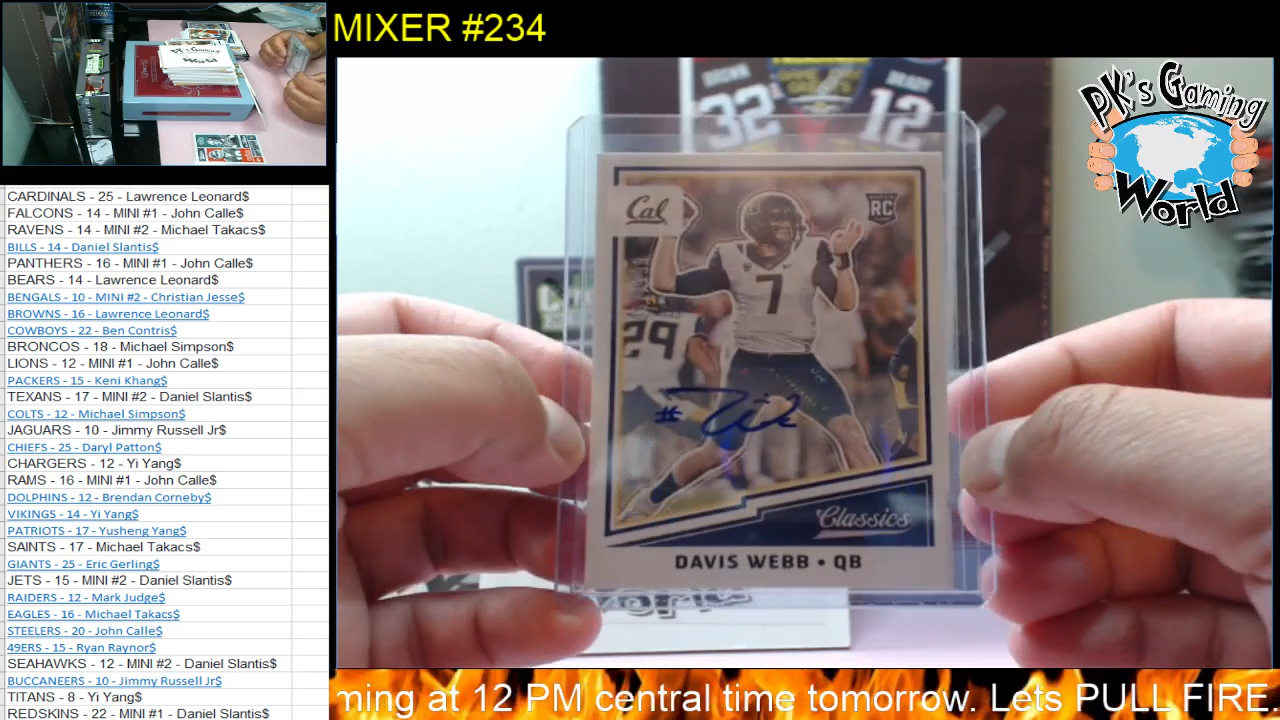 MIXER #234
CARDINALS - 25 - Lawrence Leonard$
FALCONS - 14 - MINI #1 - John Calle$
RAVENS - 14 - MINI #2 - Michael Takacs$
BILLS - 14 - Daniel Slantis$
PANTHERS - 16 - MINI #1 - John Calle$
BEARS - 14 - Lawrence Leonard$
BENGALS - 10 - MINI #2 - Christian Jesse$
BROWNS - 16 - Lawrence Leonard$
COWBOYS - 22 - Ben Contris$
BRONCOS - 18 - Michael Simpson$
LIONS - 12 - MINI #1 - John Calle$
PACKERS - 15 - Keni Khang$
TEXANS - 17 - MINI #2 - Daniel Slantis$
COLTS - 12 - Michael Simpson$
JAGUARS - 10 - Jimmy Russell Jr$
CHIEFS - 25 - Daryl Patton$
CHARGERS - 12 - Yi Yang$
RAMS - 16 - MINI #1 - John Calle$
DOLPHINS - 12 - Brendan Corneby$
VIKINGS - 14 - Yi Yang$
PATRIOTS - 17 - Yusheng Yang$
SAINTS - 17 - Michael Takacs$
GIANTS - 25 - Eric Gerling$
JETS - 15 - MINI #2 - Daniel Slantis$
RAIDERS - 12 - Mark Judge$
EAGLES - 16 - Michael Takacs$
STEELERS - 20 - John Calle$
49ERS - 15 - Ryan Raynor$
SEAHAWKS - 12 - MINI #2 - Daniel Slantis$
BUCCANEERS - 10 - Jimmy Russell Jr$
TITANS - 8 - Yi Yang$
REDSKINS - 22 - MINI #1 - Daniel Slantis$
PK's Gaming
World
BROWN
32
BRADY
12
Cal
RC
7
29
Classics
DAVIS WEBB • QB
World
ming at 12 PM central time tomorrow. Lets PULL FIRE.